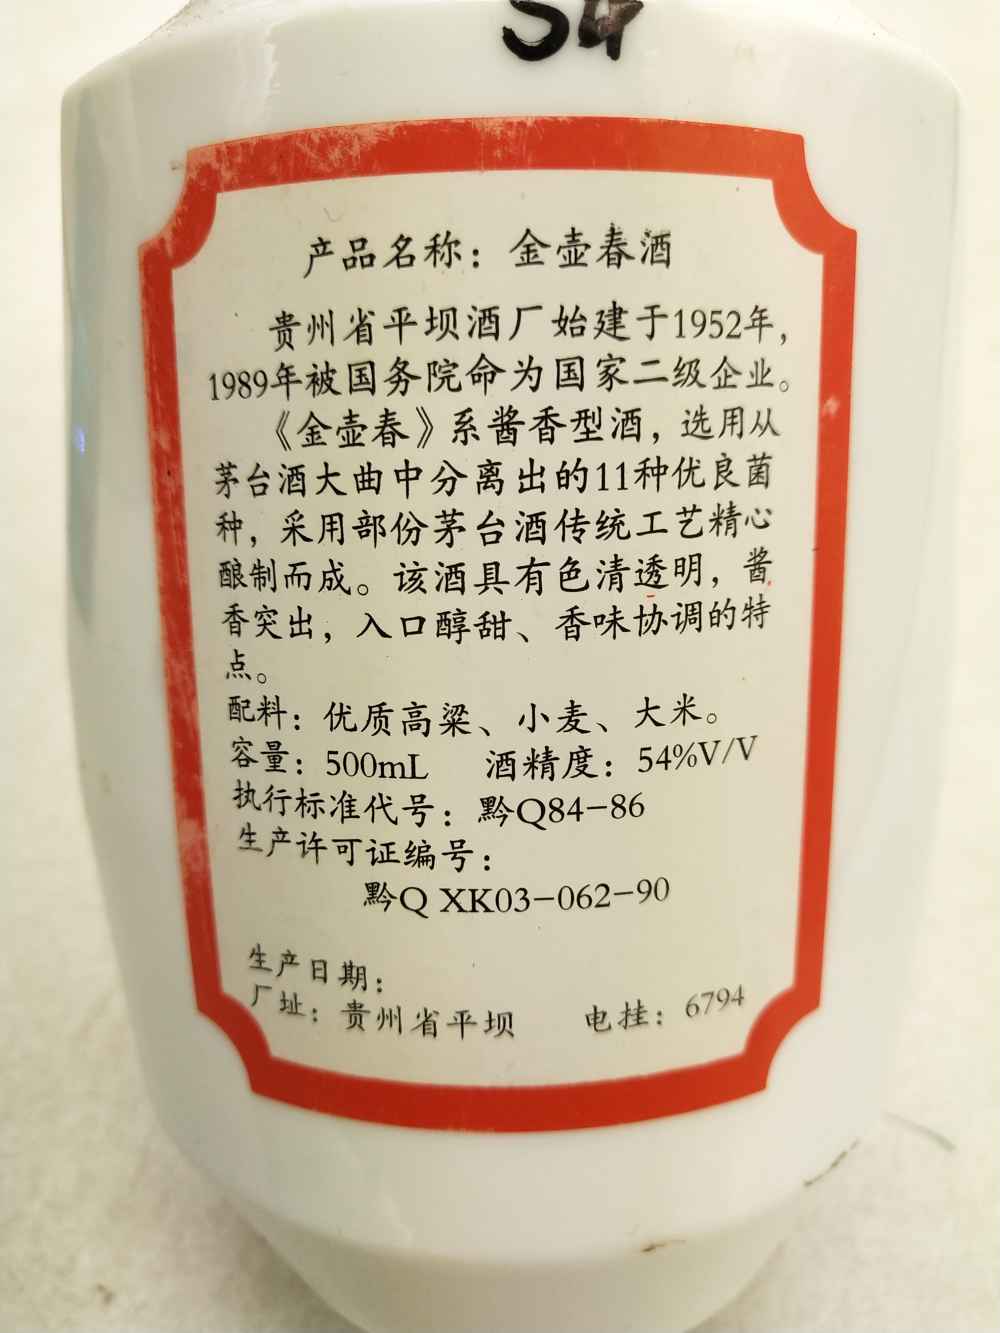 54
产品名称：金壶春酒
贵州省平坝酒厂始建于1952年，
1989年被国务院命为国家二级企业。
《金壶春》系酱香型酒，选用从
茅台酒大曲中分离出的11种优良菌
种，采用部份茅台酒传统工艺精心
酿制而成。该酒具有色清透明，酱
香突出，入口醇甜、香味协调的特
点。
配料：优质高粱、小麦、大米。
容量：500mL 酒精度：54%V/V
执行标准代号：黔Q84-86
生产许可证编号：
黔Q XK03-062-90
生产日期：
厂址：贵州省平坝 电挂：6794